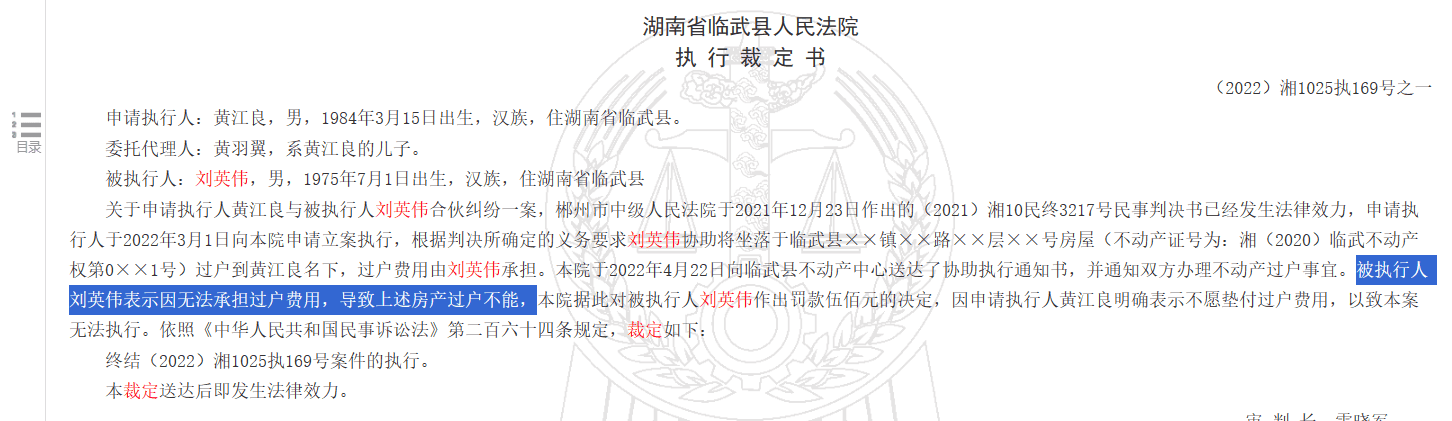 湖南省临武县人民法院
执 行 裁 定 书
（2022）湘1025执169号之一
目录
申请执行人：黄江良，男，1984年3月15日出生，汉族，住湖南省临武县。
委托代理人：黄羽翼，系黄江良的儿子。
被执行人：刘英伟，男，1975年7月1日出生，汉族，住湖南省临武县
关于申请执行人黄江良与被执行人刘英伟合伙纠纷一案，郴州市中级人民法院于2021年12月23日作出的（2021）湘10民终3217号民事判决书已经发生法律效力，申请执
行人于2022年3月1日向本院申请立案执行，根据判决所确定的义务要求刘英伟协助将坐落于临武县××镇××路××层××号房屋（不动产证号为：湘（2020）临武不动产
权第0××1号）过户到黄江良名下，过户费用由刘英伟承担。本院于2022年4月22日向临武县不动产中心送达了协助执行通知书，并通知双方办理不动产过户事宜。被执行人
刘英伟表示因无法承担过户费用，导致上述房产过户不能，本院据此对被执行人刘英伟作出罚款伍佰元的决定，因申请执行人黄江良明确表示不愿垫付过户费用，以致本案
无法执行。依照《中华人民共和国民事诉讼法》第二百六十四条规定，裁定如下：
终结（2022）湘1025执169号案件的执行。
本裁定送达后即发生法律效力。
审 判 长